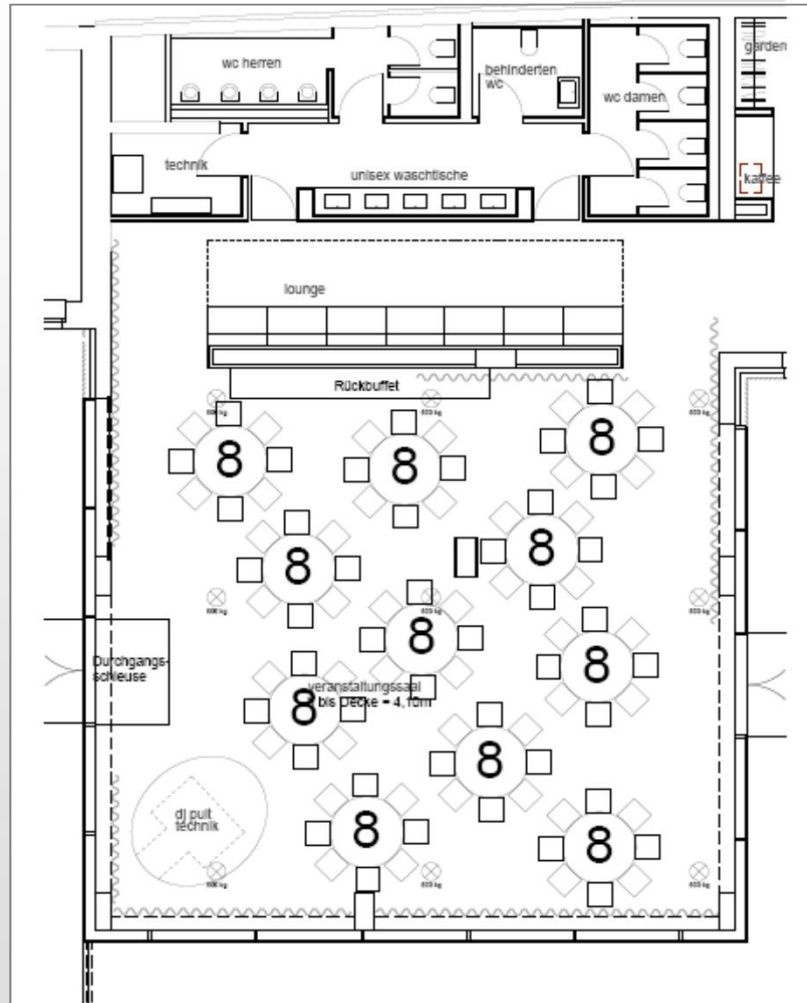 wc herren
garden
behinderten
wc
wc damen
technik
unisex waschtische
kaffee
lounge
Rückbuffet
8
8
8
8
8
8
8
Durchgangs-
schleuse
veranstaltungssaal
bis Decke = 4,10m
8
8
dj pult
technik
8
8